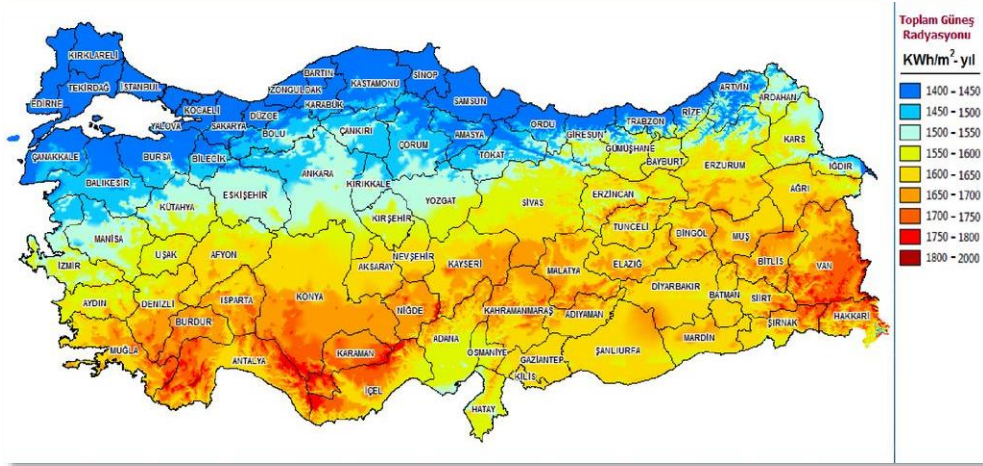 KIRKLARELİ
TEKİRDAĞ
İSTANBUL
EDİRNE
KOCAELİ
YALOVA
SAKARYA
DÜZCE
BOLU
ZONGULDAK
BARTIN
KARABÜK
KASTAMONU
SİNOP
SAMSUN
ÇANKIRI
ÇORUM
AMASYA
TOKAT
ORDU
GİRESUN
TRABZON
RİZE
ARTVİN
ARDAHAN
GÜMÜŞHANE
BAYBURT
ERZURUM
KARS
IĞDIR
AĞRI
ÇANAKKALE
BALIKESİR
BURSA
BİLECİK
KÜTAHYA
ESKİŞEHİR
ANKARA
KIRIKKALE
KIRŞEHİR
YOZGAT
SİVAS
ERZİNCAN
TUNCELİ
BİNGÖL
MUŞ
BİTLİS
VAN
MANİSA
İZMİR
UŞAK
AFYON
AKSARAY
NEVŞEHİR
KAYSERİ
MALATYA
ELAZIĞ
DİYARBAKIR
BATMAN
SİİRT
ŞIRNAK
HAKKARİ
AYDIN
DENİZLİ
ISPARTA
BURDUR
KONYA
NİĞDE
KAHRAMANMARAŞ
ADIYAMAN
MARDİN
ŞANLIURFA
GAZİANTEP
KİLİS
OSMANİYE
ADANA
HATAY
MUĞLA
ANTALYA
KARAMAN
İÇEL
Toplam Güneş
Radyasyonu
KWh/m²- yıl
1400 - 1450
1450 - 1500
1500 - 1550
1550 - 1600
1600 - 1650
1650 - 1700
1700 - 1750
1750 - 1800
1800 - 2000